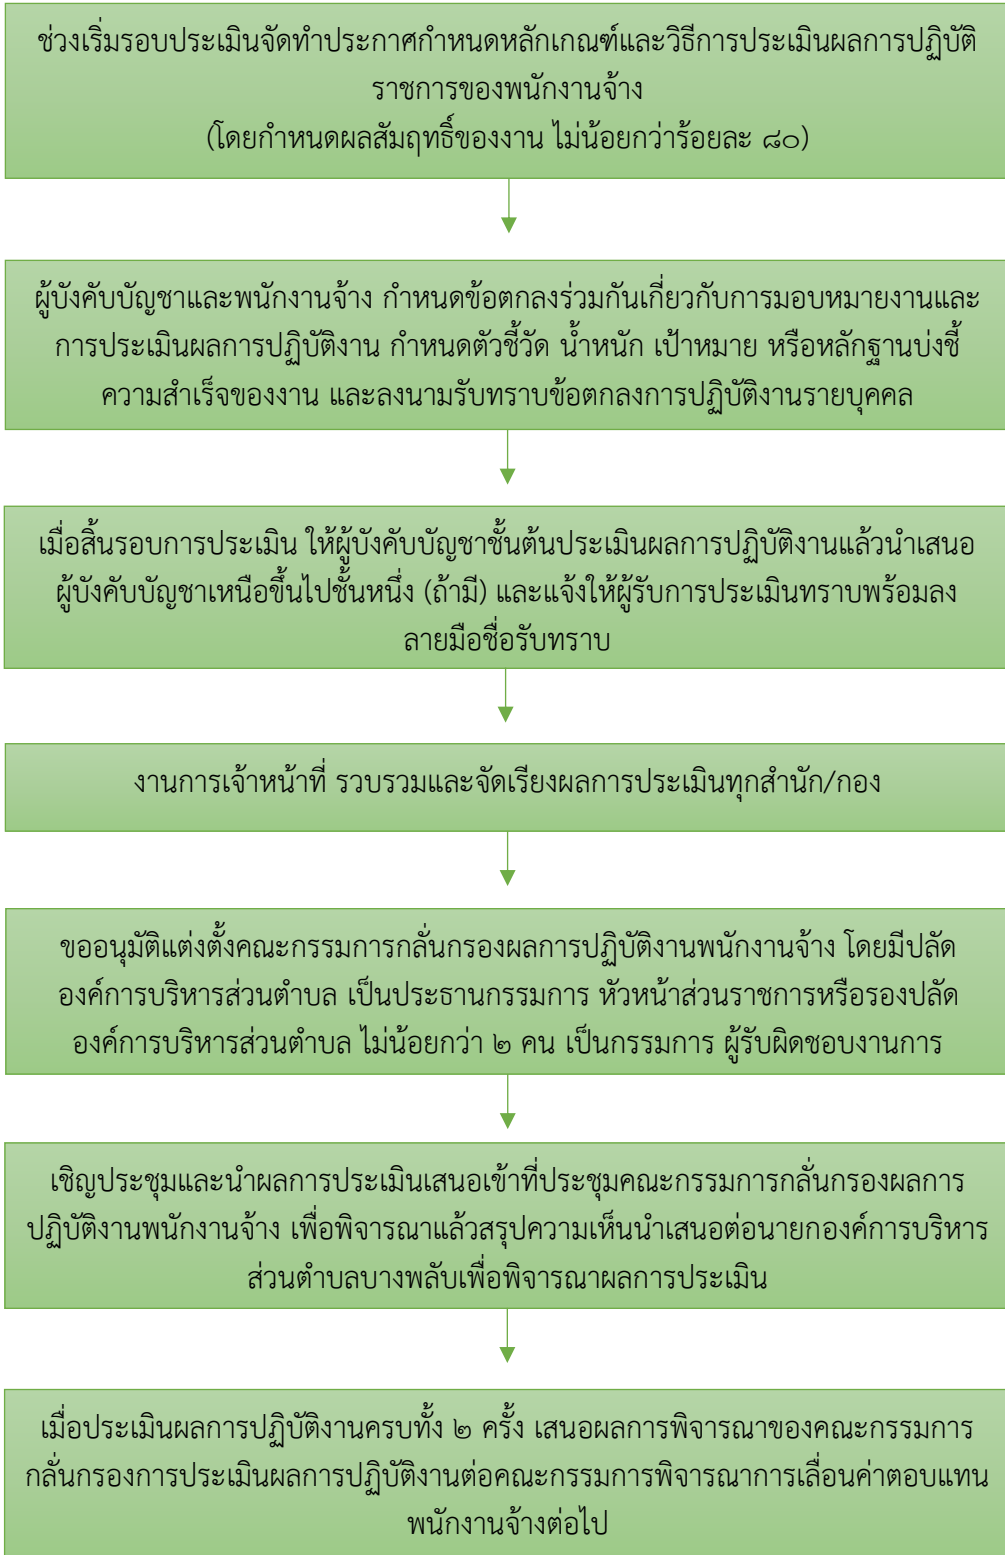 ช่วงเริ่มรอบประเมินจัดทำประกาศกำหนดหลักเกณฑ์และวิธีการประเมินผลการปฏิบัติ
ราชการของพนักงานจ้าง
(โดยกำหนดผลสัมฤทธิ์ของงาน ไม่น้อยกว่าร้อยละ ๘๐)
ผู้บังคับบัญชาและพนักงานจ้าง กำหนดข้อตกลงร่วมกันเกี่ยวกับการมอบหมายงานและ
การประเมินผลการปฏิบัติงาน กำหนดตัวชี้วัด น้ำหนัก เป้าหมาย หรือหลักฐานบ่งชี้
ความสำเร็จของงาน และลงนามรับทราบข้อตกลงการปฏิบัติงานรายบุคคล
เมื่อสิ้นรอบการประเมิน ให้ผู้บังคับบัญชาชั้นต้นประเมินผลการปฏิบัติงานแล้วนำเสนอ
ผู้บังคับบัญชาเหนือขึ้นไปชั้นหนึ่ง (ถ้ามี) และแจ้งให้ผู้รับการประเมินทราบพร้อมลง
ลายมือชื่อรับทราบ
งานการเจ้าหน้าที่ รวบรวมและจัดเรียงผลการประเมินทุกสำนัก/กอง
ขออนุมัติแต่งตั้งคณะกรรมการกลั่นกรองผลการปฏิบัติงานพนักงานจ้าง โดยมีปลัด
องค์การบริหารส่วนตำบล เป็นประธานกรรมการ หัวหน้าส่วนราชการหรือรองปลัด
องค์การบริหารส่วนตำบล ไม่น้อยกว่า ๒ คน เป็นกรรมการ ผู้รับผิดชอบงานการ
เชิญประชุมและนำผลการประเมินเสนอเข้าที่ประชุมคณะกรรมการกลั่นกรองผลการ
ปฏิบัติงานพนักงานจ้าง เพื่อพิจารณาแล้วสรุปความเห็นนำเสนอต่อนายกองค์การบริหาร
ส่วนตำบลบางพลับเพื่อพิจารณาผลการประเมิน
เมื่อประเมินผลการปฏิบัติงานครบทั้ง ๒ ครั้ง เสนอผลการพิจารณาของคณะกรรมการ
กลั่นกรองการประเมินผลการปฏิบัติงานต่อคณะกรรมการพิจารณาการเลื่อนค่าตอบแทน
พนักงานจ้างต่อไป